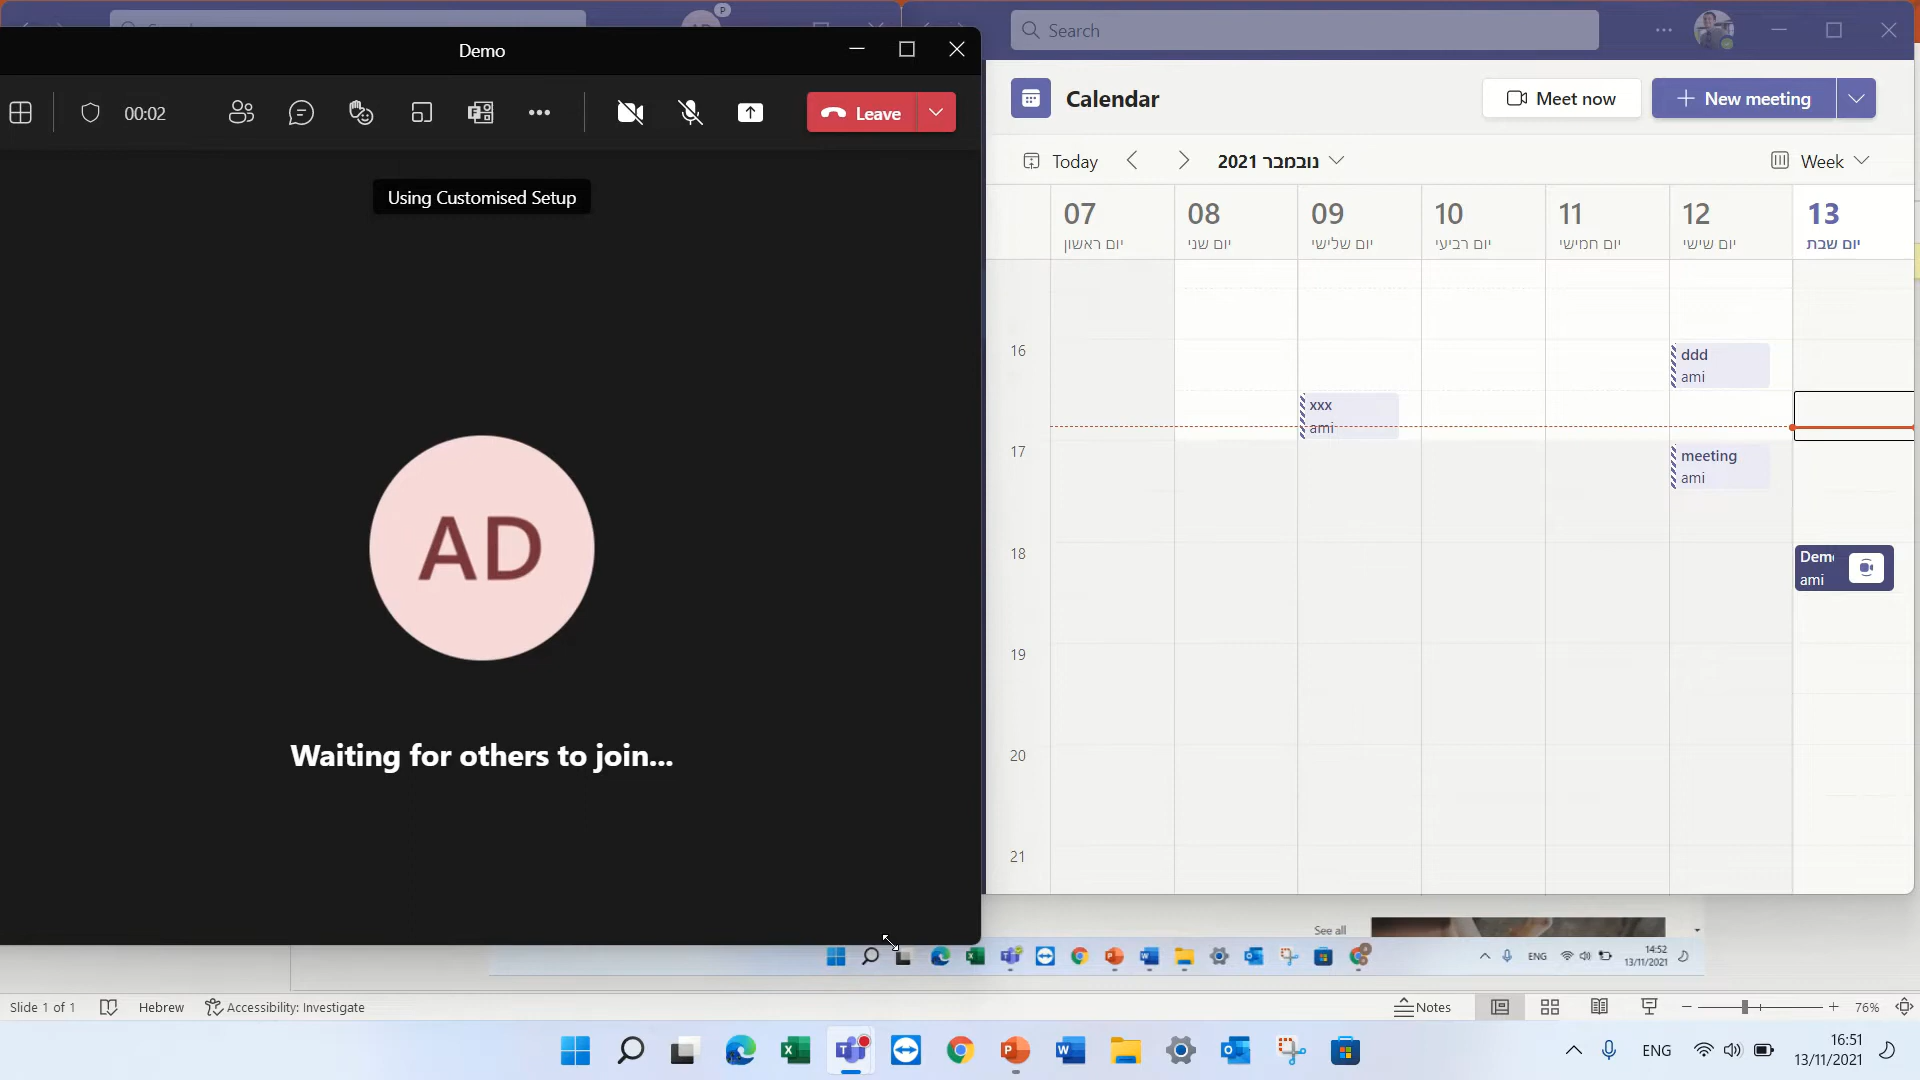 Demo
00:02
Leave
Using Customised Setup
AD
Waiting for others to join...
P
Search
Calendar
Meet now
New meeting
Today
נובמבר 2021
Week
07
08
09
10
11
12
13
יום ראשון
יום שני
יום שלישי
יום רביעי
יום חמישי
יום שישי
יום שבת
16
ddd
ami
xxx
ami
17
meeting
ami
18
Dem
ami
19
20
21
See all
ENG
14:52
13/11/2021
Slide 1 of 1
Hebrew
Accessibility: Investigate
Notes
76%
ENG
16:51
13/11/2021